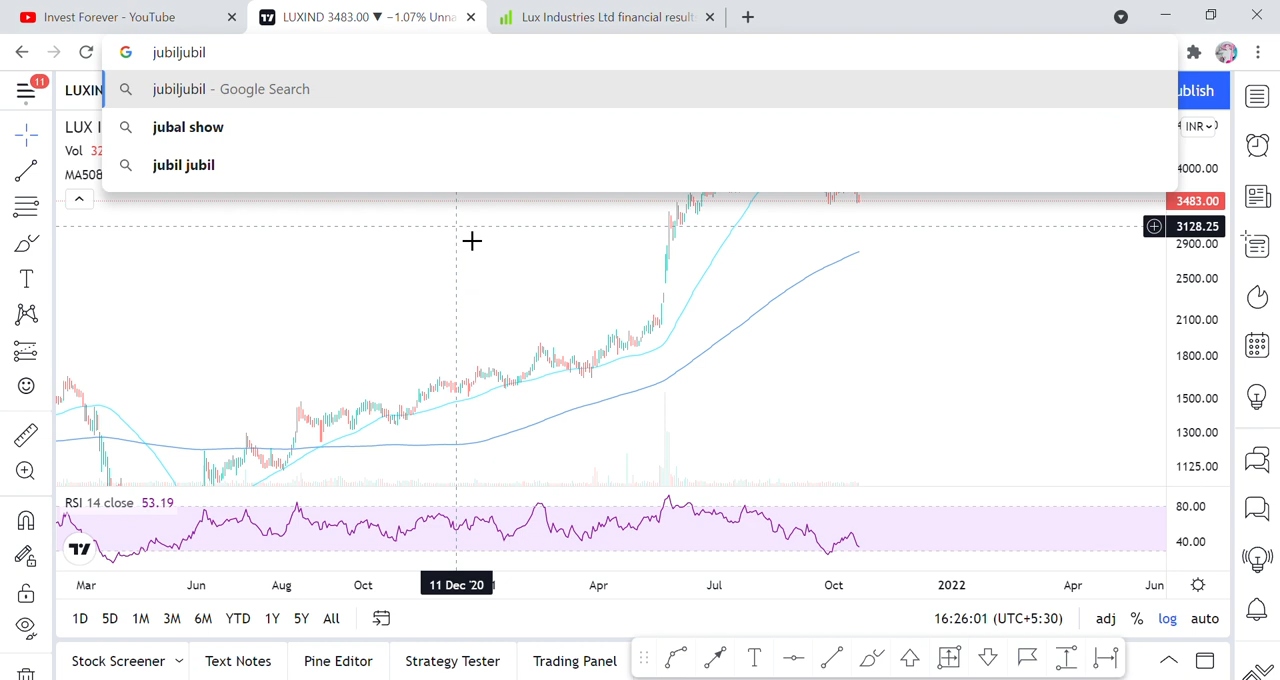 Invest Forever - YouTube
LUXIND 3483.00 ▼ −1.07% Unna
Lux Industries Ltd financial result
jubiljubil
jubiljubil - Google Search
jubal show
jubil jubil
11
LUXIN
ublish
LUX I
INR
Vol 32
MA50
4000.00
3483.00
3128.25
2900.00
2500.00
2100.00
1800.00
1500.00
1300.00
1125.00
RSI 14 close 53.19
80.00
40.00
Mar Jun Aug Oct 11 Dec '20 Apr Jul Oct 2022 Apr Jun
1D 5D 1M 3M 6M YTD 1Y 5Y All 16:26:01 (UTC+5:30) adj % log auto
Stock Screener Text Notes Pine Editor Strategy Tester Trading Panel